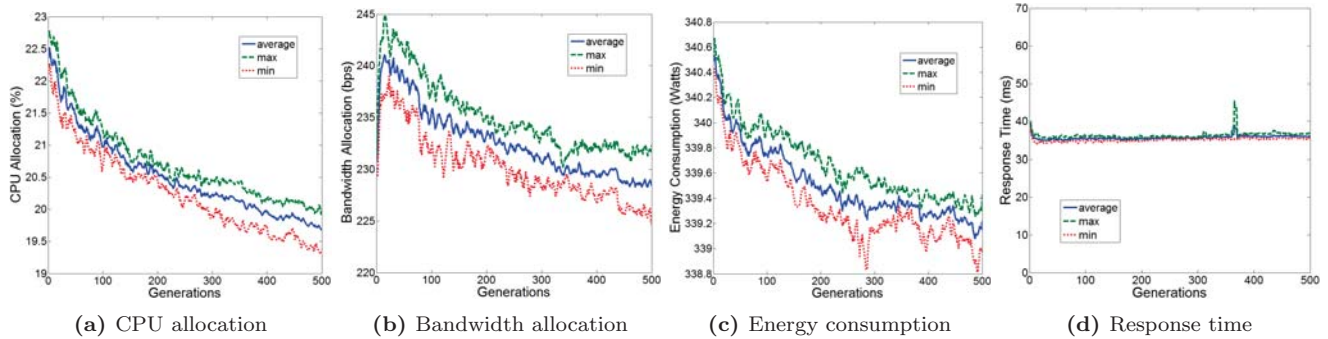 23
22.5
22
21.5
21
20.5
20
19.5
19
CPU Allocation (%)
0 100 200 300 400 500
Generations
average
max
min
(a) CPU allocation
245
240
235
230
225
220
Bandwidth Allocation (bps)
0 100 200 300 400 500
Generations
average
max
min
(b) Bandwidth allocation
340.8
340.6
340.4
340.2
340
339.8
339.6
339.4
339.2
339
338.8
Energy Consumption (Watts)
0 100 200 300 400 500
Generations
average
max
min
(c) Energy consumption
70
60
50
40
30
20
10
0
Response Time (ms)
0 100 200 300 400 500
Generations
average
max
min
(d) Response time